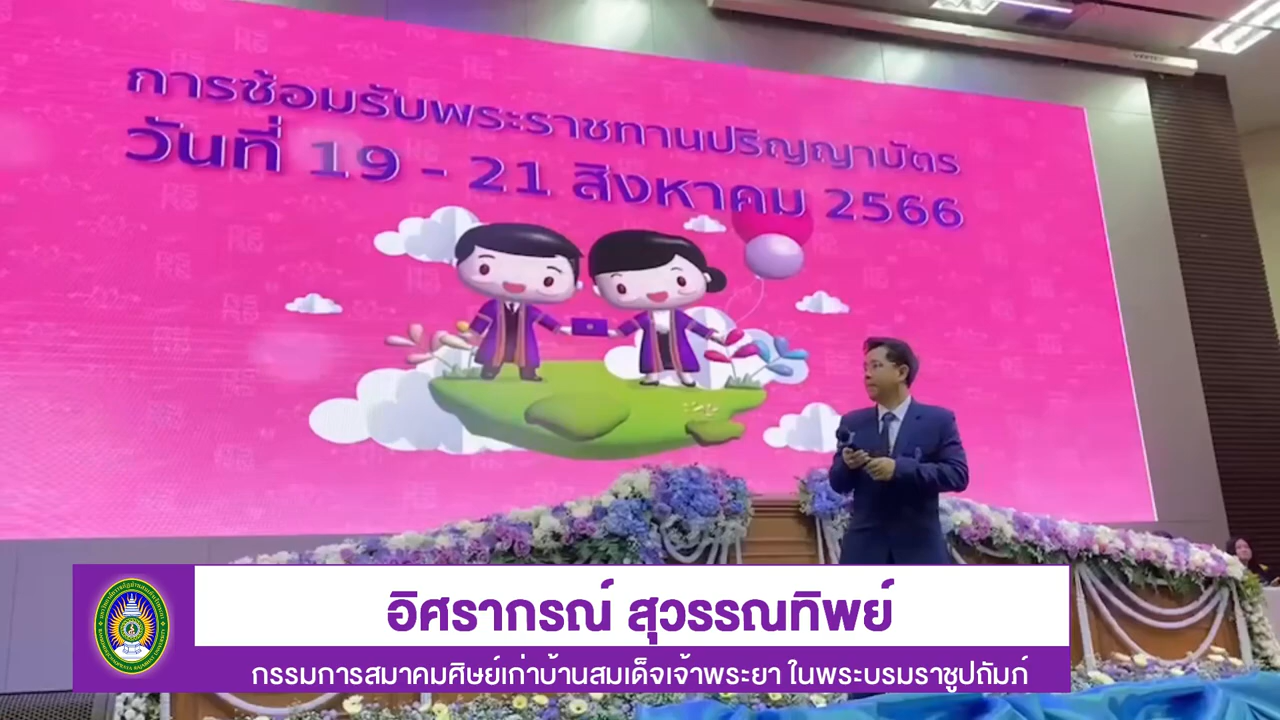 การซ้อมรับพระราชทานปริญญาบัตร
วันที่ 19 - 21 สิงหาคม 2566
อิศรากรณ์ สุวรรณทิพย์
กรรมการสมาคมศิษย์เก่าบ้านสมเด็จเจ้าพระยา ในพระบรมราชูปถัมภ์